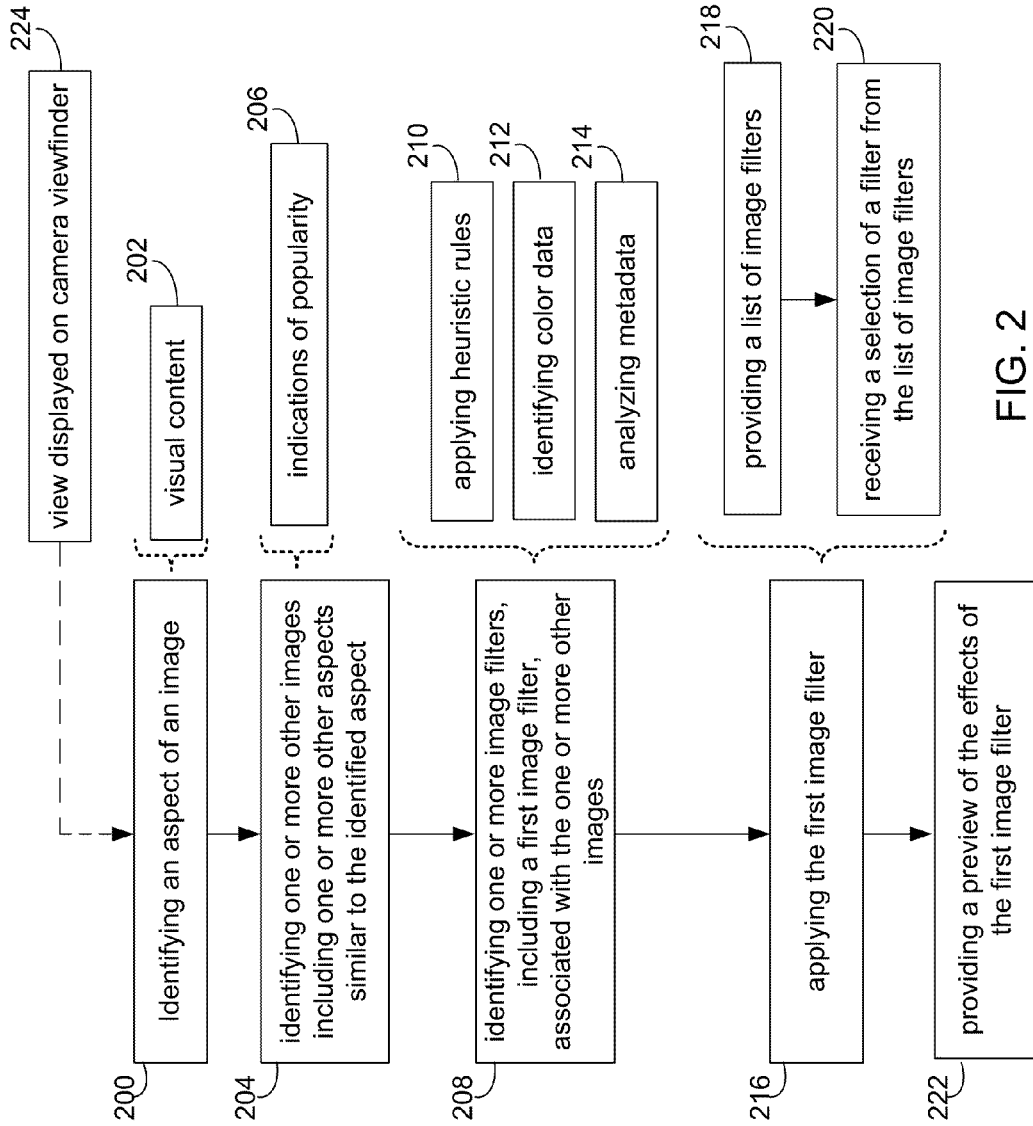 224
view displayed on camera viewfinder
200
Identifying an aspect of an image
202
visual content
204
identifying one or more other images
including one or more other aspects
similar to the identified aspect
206
indications of popularity
208
identifying one or more image filters,
including a first image filter,
associated with the one or more other
images
210
applying heuristic rules
212
identifying color data
214
analyzing metadata
216
applying the first image filter
218
providing a list of image filters
220
receiving a selection of a filter from
the list of image filters
222
providing a preview of the effects of
the first image filter
FIG. 2